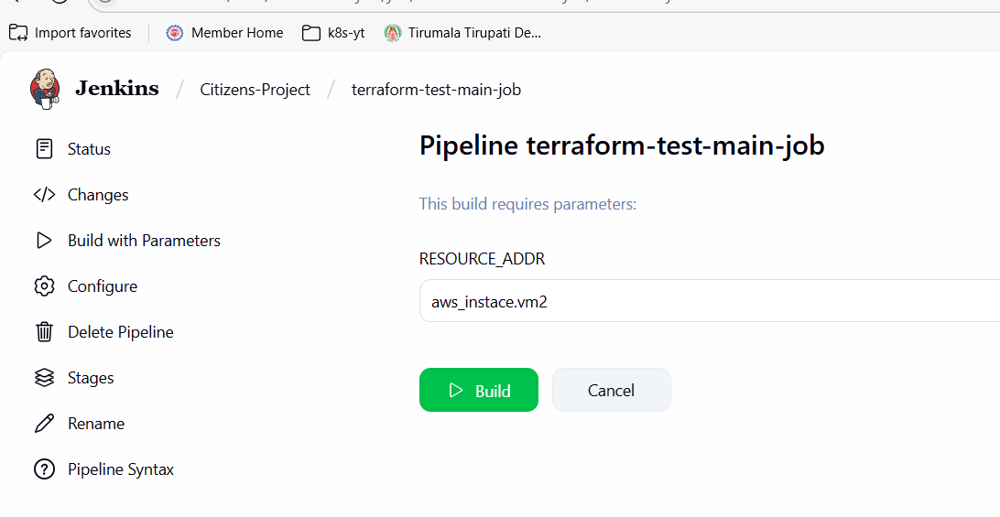 Import favorites
Member Home
k8s-yt
Tirumala Tirupati De...
Jenkins / Citizens-Project / terraform-test-main-job
Status
Changes
Build with Parameters
Configure
Delete Pipeline
Stages
Rename
Pipeline Syntax
Pipeline terraform-test-main-job
This build requires parameters:
RESOURCE_ADDR
aws_instace.vm2
Build
Cancel